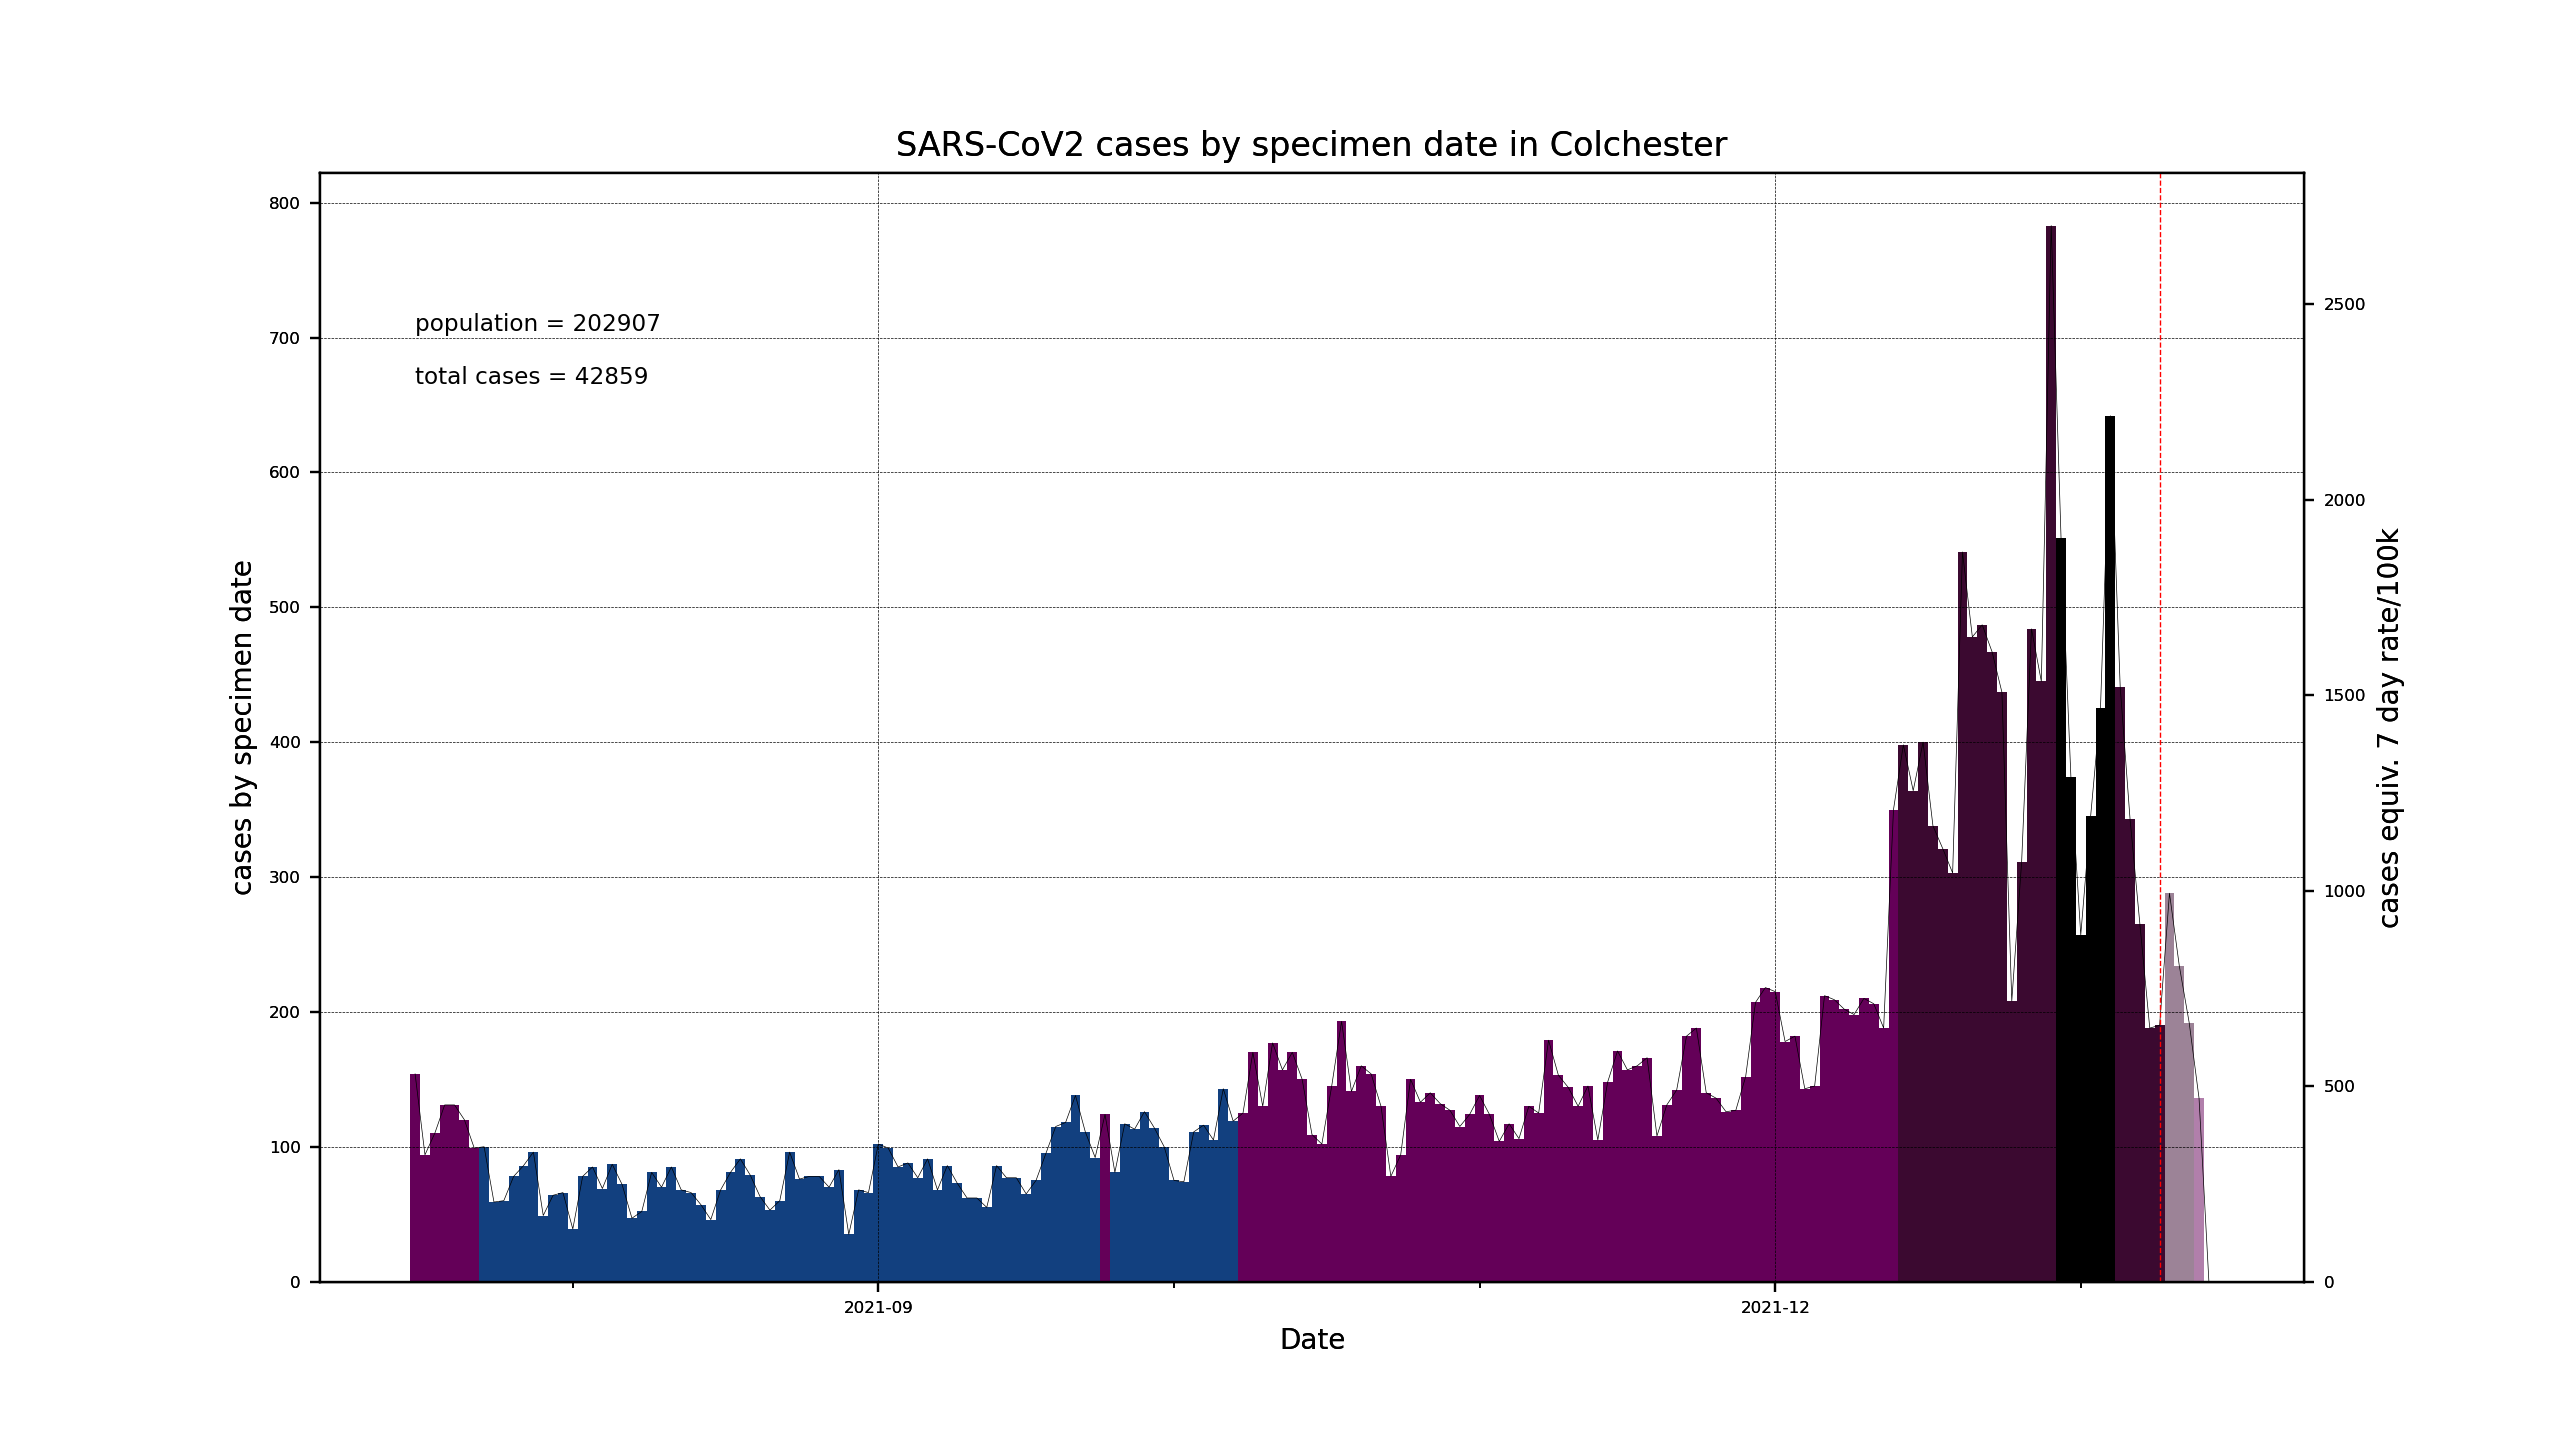 SARS-CoV2 cases by specimen date in Colchester
population = 202907
total cases = 42859
cases by specimen date
800
700
600
500
400
300
200
100
0
2500
2000
1500
1000
500
0
cases equiv. 7 day rate/100k
2021-09
2021-12
Date